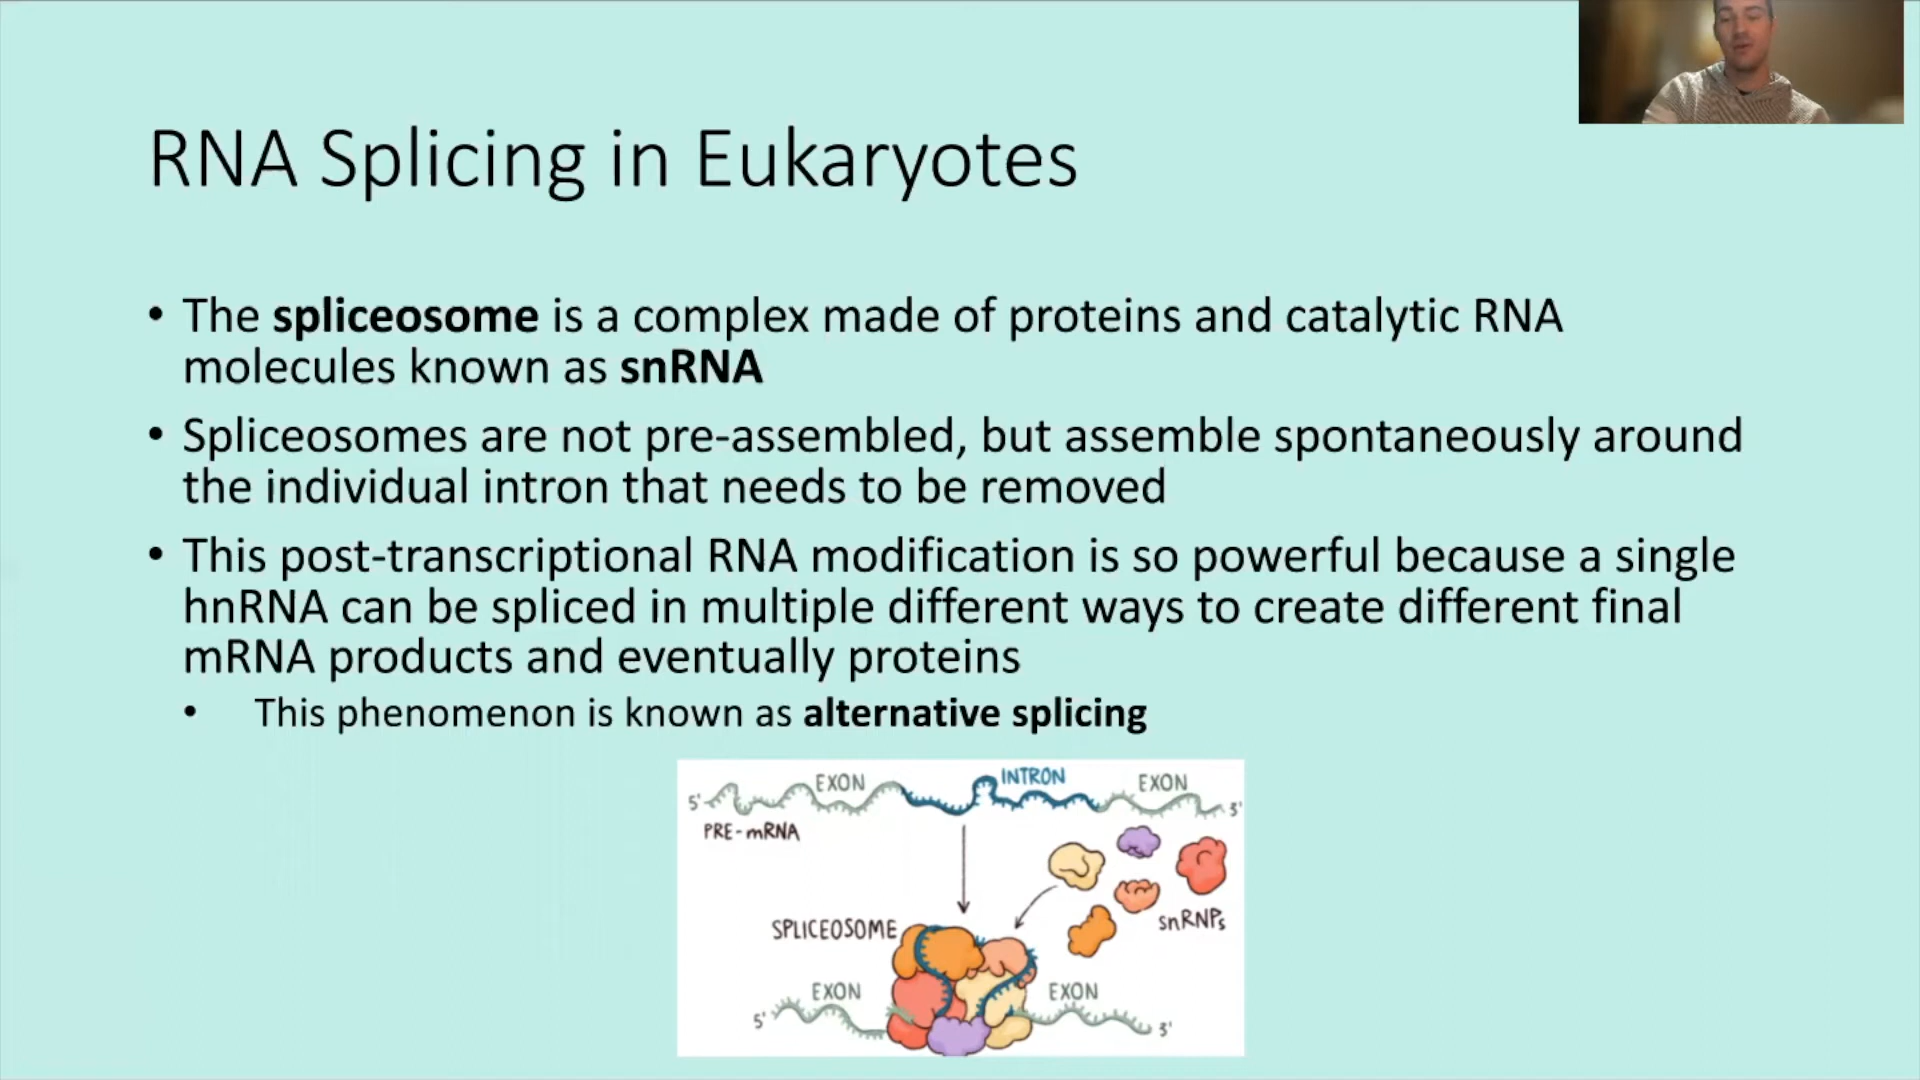 RNA Splicing in Eukaryotes
• The spliceosome is a complex made of proteins and catalytic RNA
molecules known as snRNA
• Spliceosomes are not pre-assembled, but assemble spontaneously around
the individual intron that needs to be removed
• This post-transcriptional RNA modification is so powerful because a single
hnRNA can be spliced in multiple different ways to create different final
mRNA products and eventually proteins
• This phenomenon is known as alternative splicing
EXON INTRON EXON
5' 3'
PRE-mRNA
snRNPs
SPLICEOSOME
EXON EXON
5' 3'